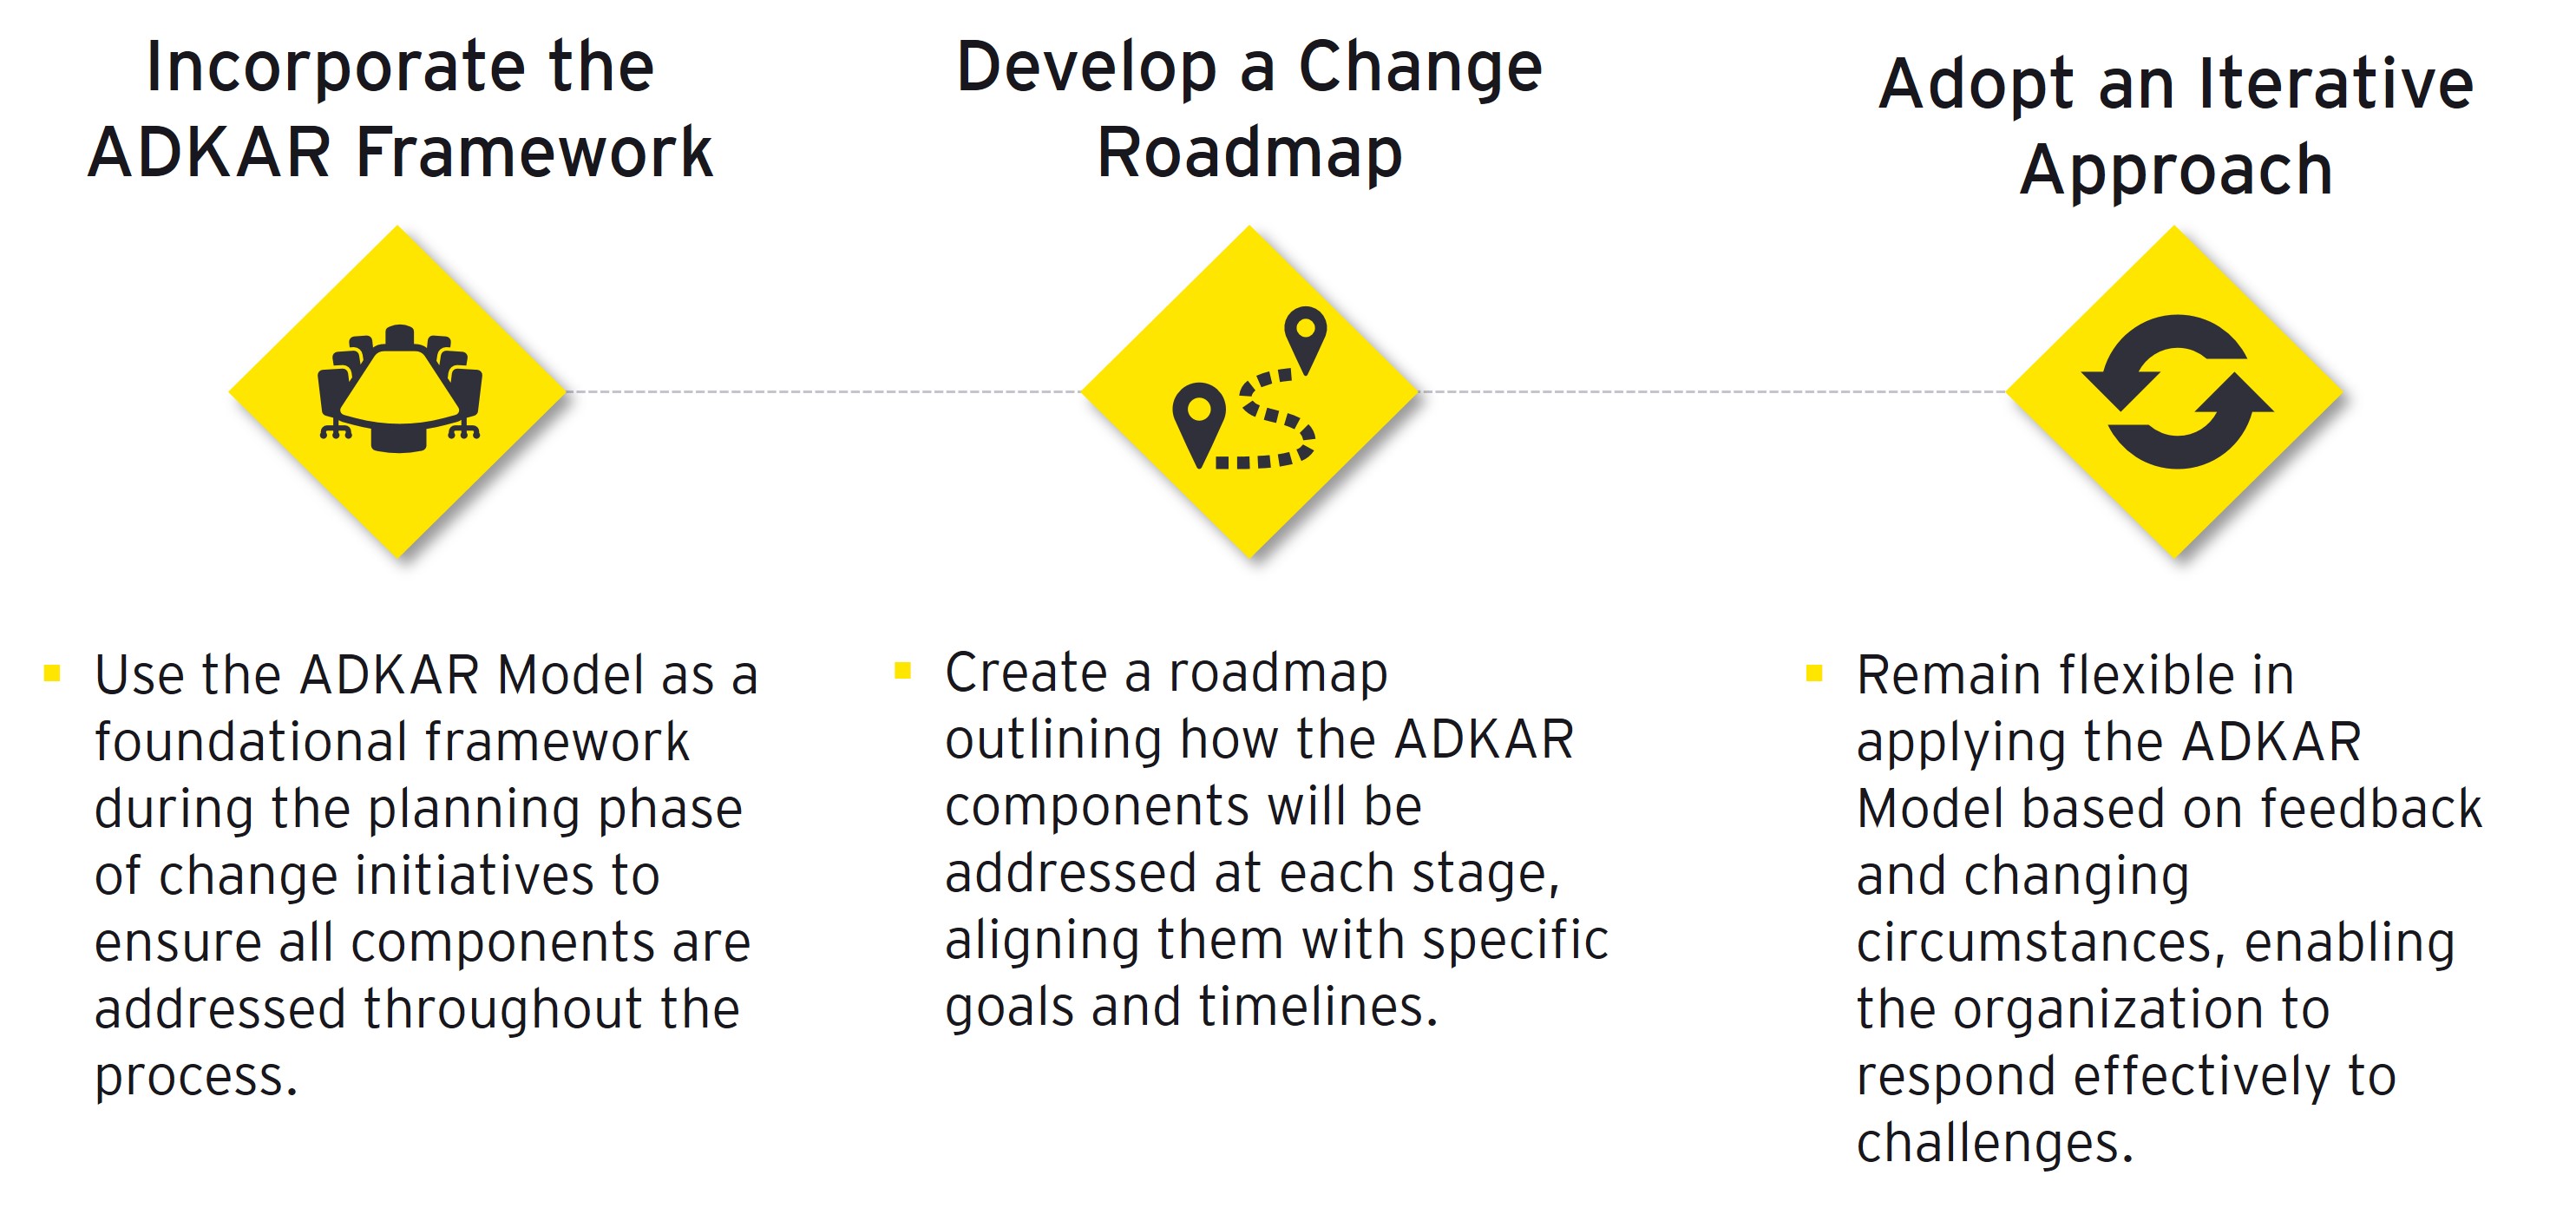 Incorporate the
ADKAR Framework
Use the ADKAR Model as a
foundational framework
during the planning phase
of change initiatives to
ensure all components are
addressed throughout the
process.
Develop a Change
Roadmap
Create a roadmap
outlining how the ADKAR
components will be
addressed at each stage,
aligning them with specific
goals and timelines.
Adopt an Iterative
Approach
Remain flexible in
applying the ADKAR
Model based on feedback
and changing
circumstances, enabling
the organization to
respond effectively to
challenges.